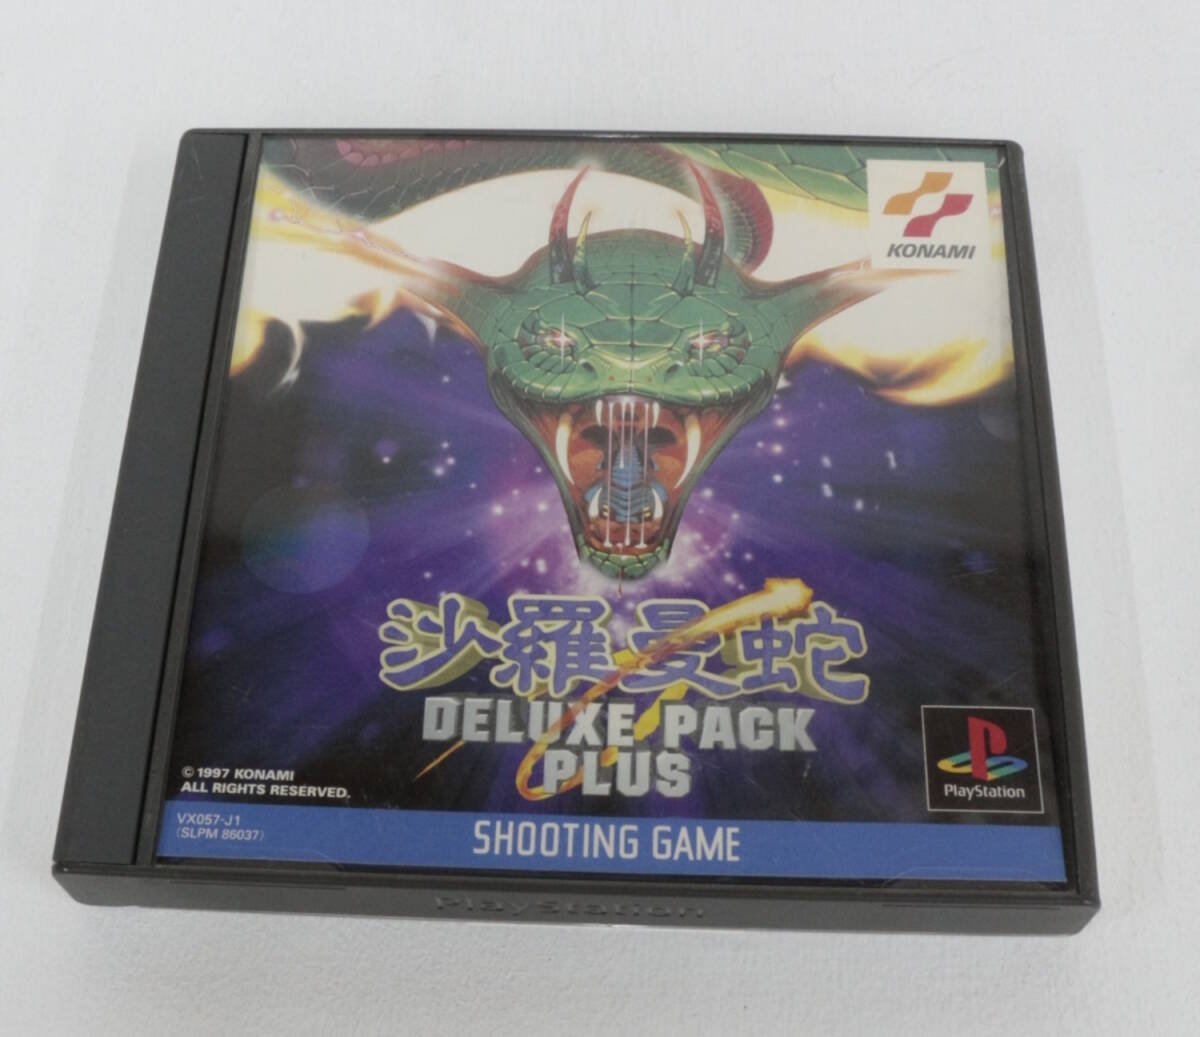 KONAMI
沙羅曼蛇
DELUXE PACK
PLUS
© 1997 KONAMI
ALL RIGHTS RESERVED.
PlayStation
VX057-J1
(SLPM 86037)
SHOOTING GAME
PlayStation